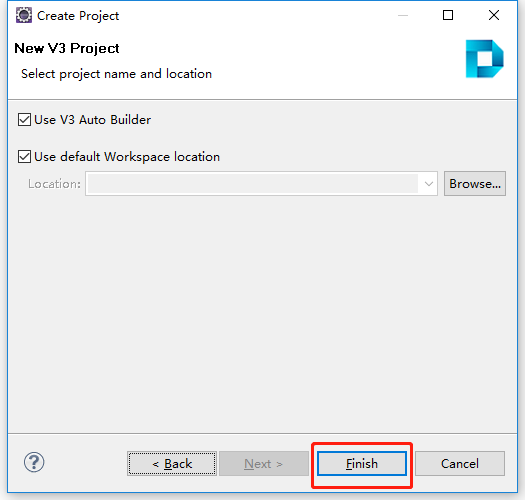 Create Project
New V3 Project
Select project name and location
Use V3 Auto Builder
Use default Workspace location
Location:
Browse...
?
< Back
Next >
Finish
Cancel